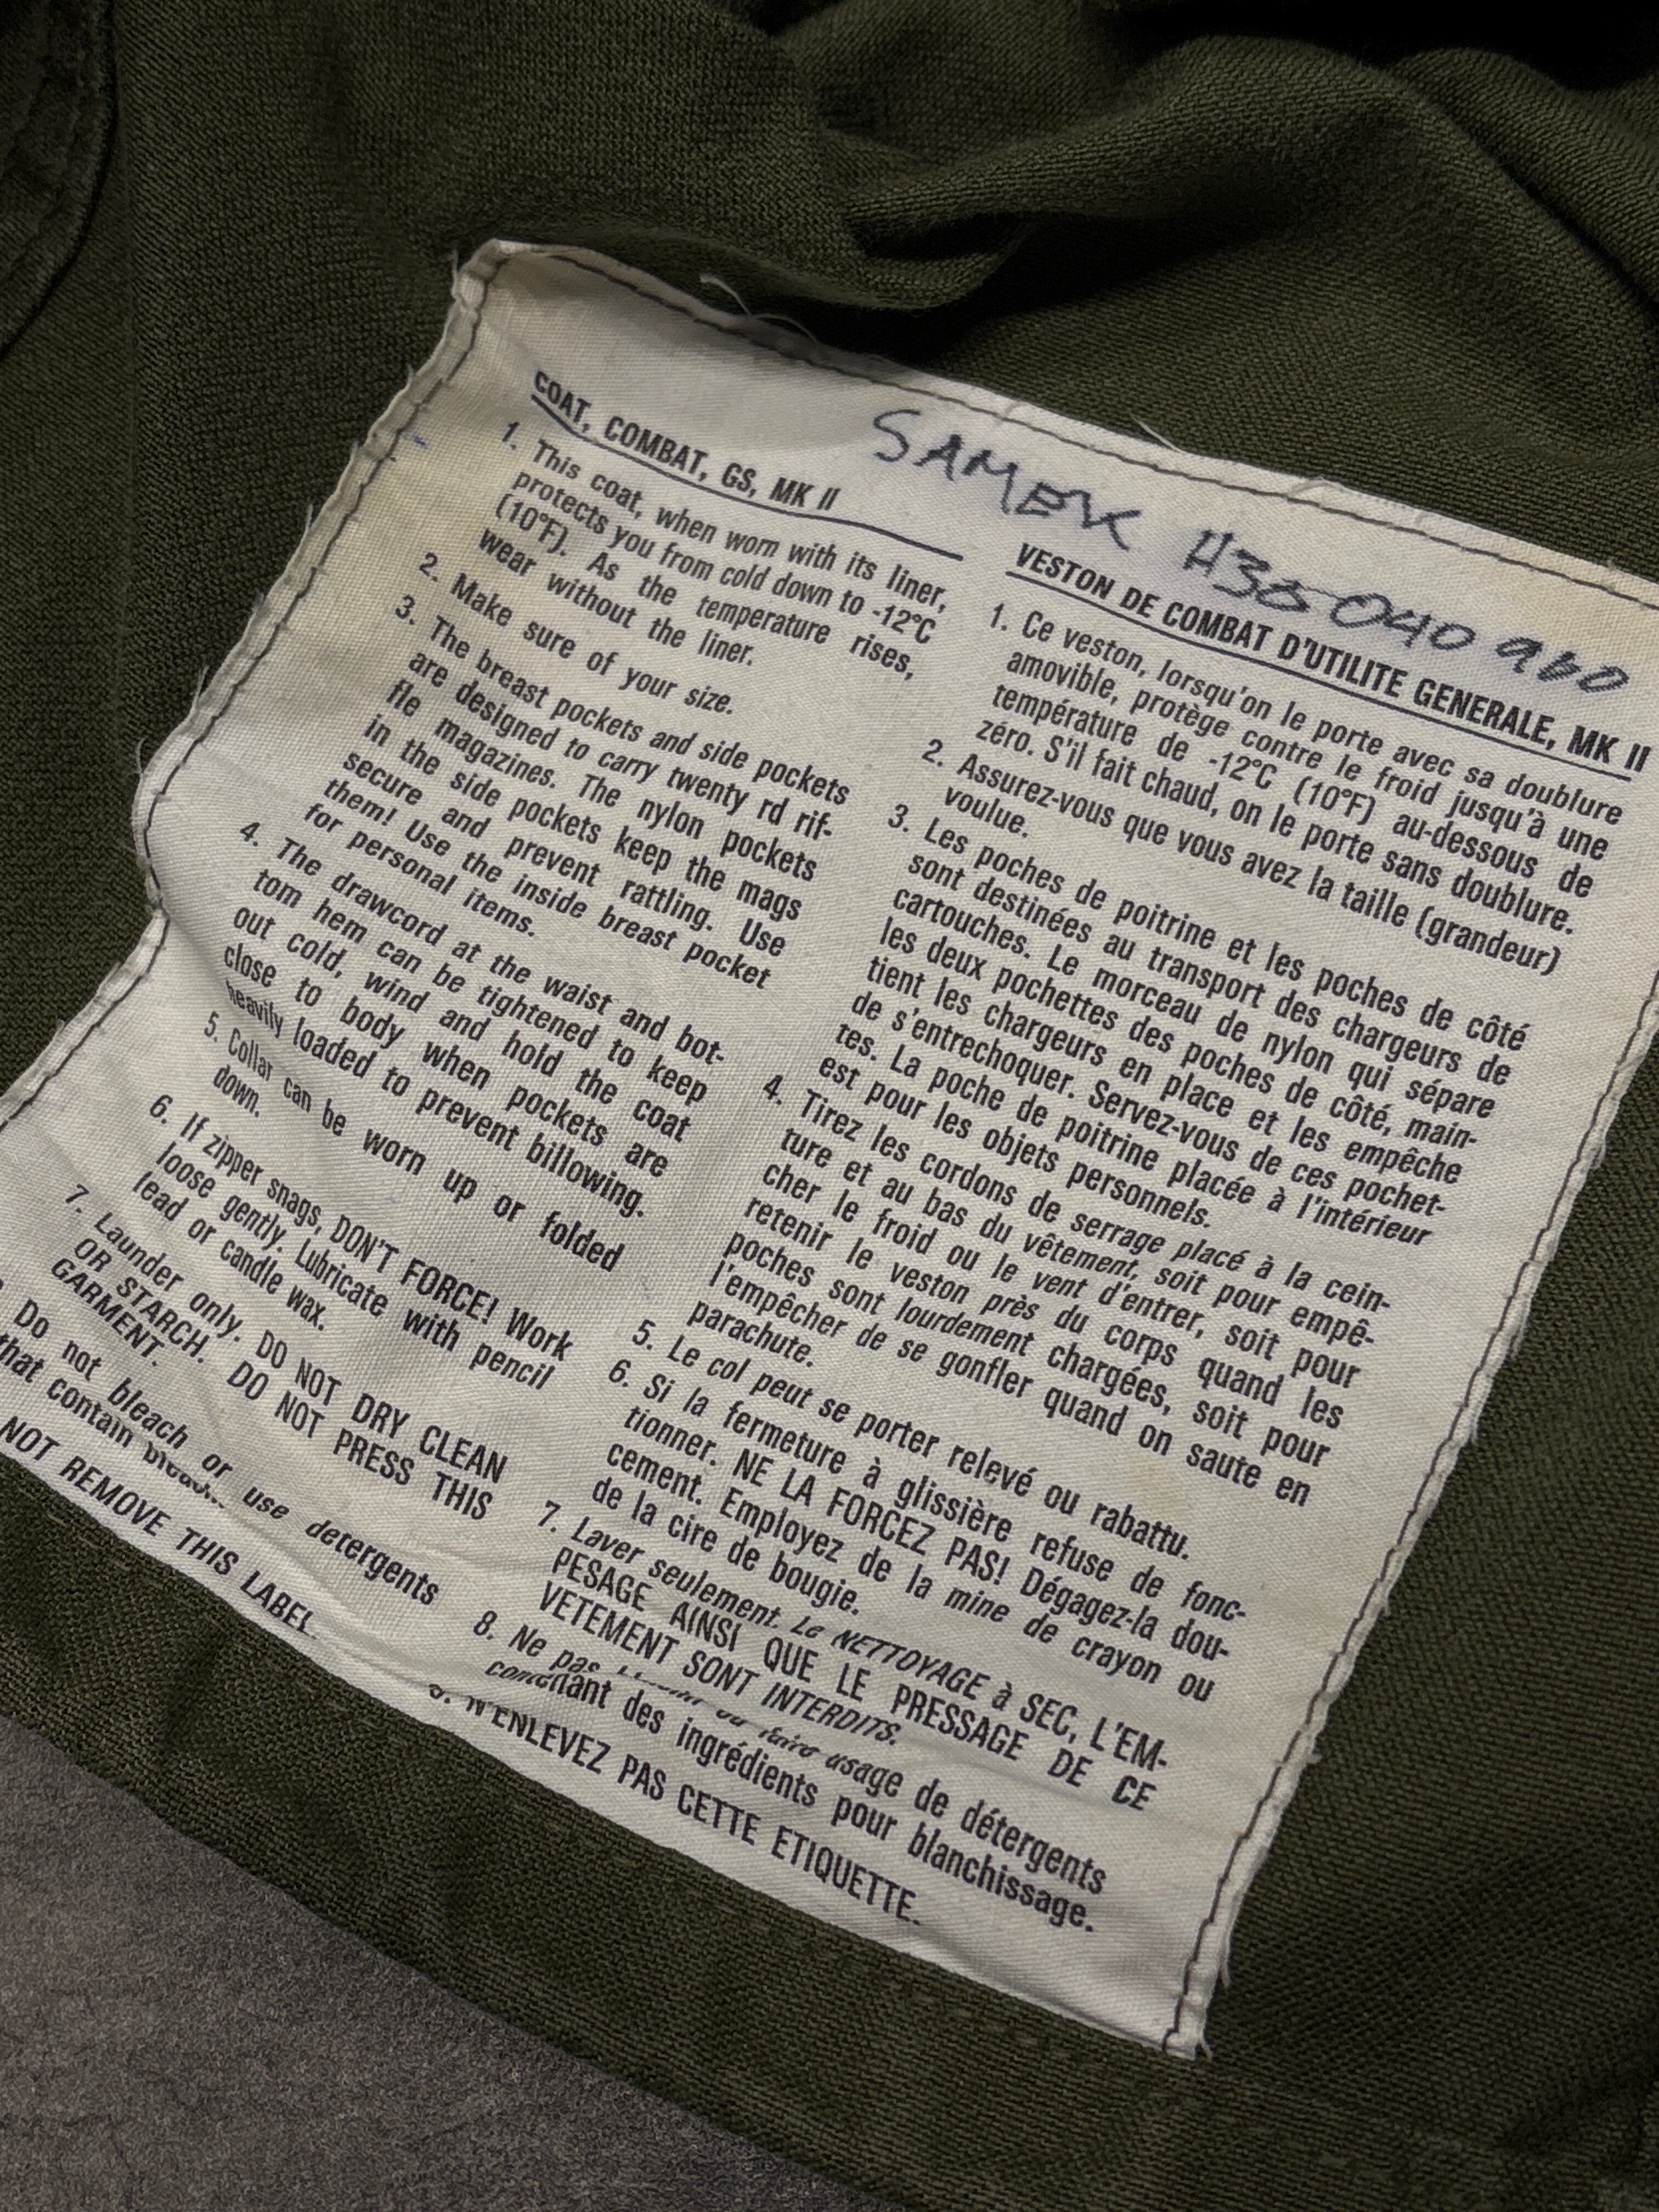 COAT, COMBAT, GS, MK II
1. This coat, when worn with its liner,
protects you from cold down to -12°C
(10°F). As the temperature rises,
wear without the liner.
2. Make sure of your size.
3. The breast pockets and side pockets
are designed to carry twenty rd rif-
fle magazines. The nylon pockets
in the side pockets keep the mags
secure and prevent rattling. Use
them! Use the inside breast pocket
for personal items.
4. The drawcord at the waist and bot-
tom hem can be tightened to keep
out cold, wind and hold the coat
close to body when pockets are
heavily loaded to prevent billowing.
5. Collar can be worn up or folded
down.
6. If zipper snags, DON'T FORCE! Work
loose gently. Lubricate with pencil
lead or candle wax.
7. Launder only. DO NOT DRY CLEAN
OR STARCH. DO NOT PRESS THIS
GARMENT.
Do not bleach or use detergents
that contain
NOT REMOVE THIS LABEL
SAMEK H36 040
VESTON DE COMBAT D'UTILITE GENERALE, MK II
1. Ce veston, lorsqu'on le porte avec sa doublure
amovible, protège contre le froid jusqu'à une
température de -12°C (10°F) au-dessous de
zéro. S'il fait chaud, on le porte sans doublure.
2. Assurez-vous que vous avez la taille (grandeur)
voulue.
3. Les poches de poitrine et les poches de côté
sont destinées au transport des chargeurs de
cartouches. Le morceau de nylon qui sépare
les deux pochettes des poches de côté, main-
tient les chargeurs en place et les empêche
de s'entrechoquer. Servez-vous de ces pochet-
tes. La poche de poitrine placée à l'intérieur
est pour les objets personnels.
4. Tirez les cordons de serrage placé à la cein-
ture et au bas du vêtement, soit pour empê-
cher le froid ou le vent d'entrer, soit pour
retenir le veston près du corps quand les
poches sont lourdement chargées, soit pour
l'empêcher de se gonfler quand on saute en
parachute.
5. Le col peut se porter relevé ou rabattu.
6. Si la fermeture à glissière refuse de fonc-
tionner. NE LA FORCEZ PAS! Dégagez-la dou-
cement. Employez de la mine de crayon ou
de la cire de bougie.
7. Laver seulement. Le NETTOYAGE à SEC, L'EM-
PESAGE AINSI QUE LE PRESSAGE DE CE
VETEMENT SONT INTERDITS.
8. Ne pas faire usage de détergents
contenant des ingrédients pour blanchissage.
N'ENLEVEZ PAS CETTE ETIQUETTE.